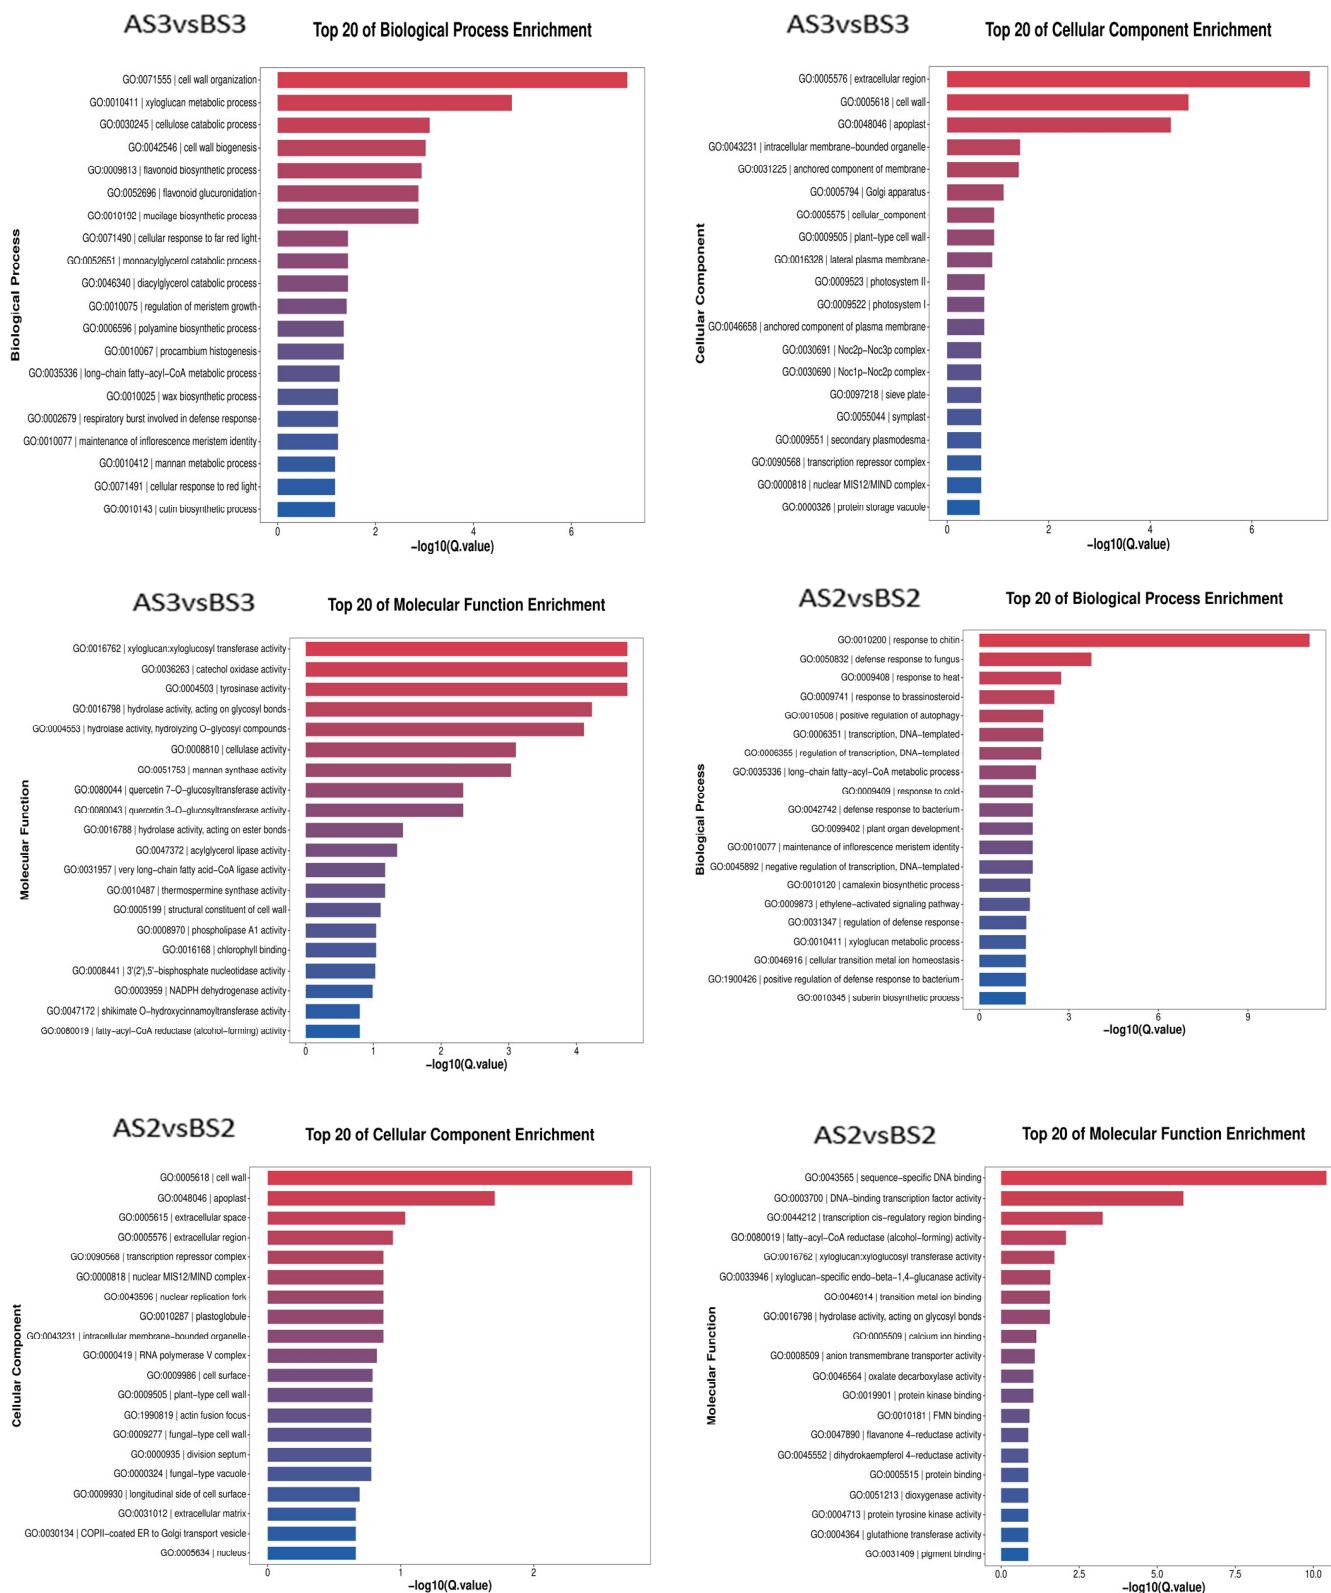 AS3vsBS3
Top 20 of Biological Process Enrichment
GO:0071555 | cell wall organization
GO:0010411 | xyloglucan metabolic process
GO:0030245 | cellulose catabolic process
GO:0042546 | cell wall biogenesis
GO:0009813 | flavonoid biosynthetic process
GO:0052696 | flavonoid glucuronidation
GO:0010192 | mucilage biosynthetic process
GO:0071490 | cellular response to far red light
GO:0052651 | monoacylglycerol catabolic process
GO:0046340 | diacylglycerol catabolic process
GO:0010075 | regulation of meristem growth
GO:0006596 | polyamine biosynthetic process
GO:0010067 | procambium histogenesis
GO:0035336 | long−chain fatty−acyl−CoA metabolic process
GO:0010025 | wax biosynthetic process
GO:0002679 | respiratory burst involved in defense response
GO:0010077 | maintenance of inflorescence meristem identity
GO:0010412 | mannan metabolic process
GO:0071491 | cellular response to red light
GO:0010143 | cutin biosynthetic process
Biological Process
0 2 4 6
−log10(Q.value)
AS3vsBS3
Top 20 of Cellular Component Enrichment
GO:0005576 | extracellular region
GO:0005618 | cell wall
GO:0048046 | apoplast
GO:0043231 | intracellular membrane−bounded organelle
GO:0031225 | anchored component of membrane
GO:0005794 | Golgi apparatus
GO:0005575 | cellular_component
GO:0009505 | plant−type cell wall
GO:0016328 | lateral plasma membrane
GO:0009523 | photosystem II
GO:0009522 | photosystem I
GO:0046658 | anchored component of plasma membrane
GO:0030691 | Noc2p−Noc3p complex
GO:0030690 | Noc1p−Noc2p complex
GO:0097218 | sieve plate
GO:0055044 | symplast
GO:0009551 | secondary plasmodesma
GO:0090568 | transcription repressor complex
GO:0000818 | nuclear MIS12/MIND complex
GO:0000326 | protein storage vacuole
Cellular Component
0 2 4 6
−log10(Q.value)
AS3vsBS3
Top 20 of Molecular Function Enrichment
GO:0016762 | xyloglucan:xyloglucosyl transferase activity
GO:0036263 | catechol oxidase activity
GO:0004503 | tyrosinase activity
GO:0016798 | hydrolase activity, acting on glycosyl bonds
GO:0004553 | hydrolase activity, hydrolyzing O−glycosyl compounds
GO:0008810 | cellulase activity
GO:0051753 | mannan synthase activity
GO:0080044 | quercetin 7−O−glucosyltransferase activity
GO:0080043 | quercetin 3−O−glucosyltransferase activity
GO:0016788 | hydrolase activity, acting on ester bonds
GO:0047372 | acylglycerol lipase activity
GO:0031957 | very long−chain fatty acid−CoA ligase activity
GO:0010487 | thermospermine synthase activity
GO:0005199 | structural constituent of cell wall
GO:0008970 | phospholipase A1 activity
GO:0016168 | chlorophyll binding
GO:0008441 | 3'(2'),5'−bisphosphate nucleotidase activity
GO:0003959 | NADPH dehydrogenase activity
GO:0047172 | shikimate O−hydroxycinnamoyltransferase activity
GO:0080019 | fatty−acyl−CoA reductase (alcohol−forming) activity
Molecular Function
0 1 2 3 4
−log10(Q.value)
AS2vsBS2
Top 20 of Biological Process Enrichment
GO:0010200 | response to chitin
GO:0050832 | defense response to fungus
GO:0009408 | response to heat
GO:0009741 | response to brassinosteroid
GO:0010508 | positive regulation of autophagy
GO:0006351 | transcription, DNA−templated
GO:0006355 | regulation of transcription, DNA−templated
GO:0035336 | long−chain fatty−acyl−CoA metabolic process
GO:0009409 | response to cold
GO:0042742 | defense response to bacterium
GO:0099402 | plant organ development
GO:0010077 | maintenance of inflorescence meristem identity
GO:0045892 | negative regulation of transcription, DNA−templated
GO:0010120 | camalexin biosynthetic process
GO:0009873 | ethylene−activated signaling pathway
GO:0031347 | regulation of defense response
GO:0010411 | xyloglucan metabolic process
GO:0046916 | cellular transition metal ion homeostasis
GO:1900426 | positive regulation of defense response to bacterium
GO:0010345 | suberin biosynthetic process
Biological Process
0 3 6 9
−log10(Q.value)
AS2vsBS2
Top 20 of Cellular Component Enrichment
GO:0005618 | cell wall
GO:0048046 | apoplast
GO:0005615 | extracellular space
GO:0005576 | extracellular region
GO:0090568 | transcription repressor complex
GO:0000818 | nuclear MIS12/MIND complex
GO:0043596 | nuclear replication fork
GO:0010287 | plastoglobule
GO:0043231 | intracellular membrane−bounded organelle
GO:0000419 | RNA polymerase V complex
GO:0009986 | cell surface
GO:0009505 | plant−type cell wall
GO:1990819 | actin fusion focus
GO:0009277 | fungal−type cell wall
GO:0000935 | division septum
GO:0000324 | fungal−type vacuole
GO:0009930 | longitudinal side of cell surface
GO:0031012 | extracellular matrix
GO:0030134 | COPII−coated ER to Golgi transport vesicle
GO:0005634 | nucleus
Cellular Component
0 1 2
−log10(Q.value)
AS2vsBS2
Top 20 of Molecular Function Enrichment
GO:0043565 | sequence−specific DNA binding
GO:0003700 | DNA−binding transcription factor activity
GO:0044212 | transcription cis−regulatory region binding
GO:0080019 | fatty−acyl−CoA reductase (alcohol−forming) activity
GO:0016762 | xyloglucan:xyloglucosyl transferase activity
GO:0033946 | xyloglucan−specific endo−beta−1,4−glucanase activity
GO:0046914 | transition metal ion binding
GO:0016798 | hydrolase activity, acting on glycosyl bonds
GO:0005509 | calcium ion binding
GO:0008509 | anion transmembrane transporter activity
GO:0046564 | oxalate decarboxylase activity
GO:0019901 | protein kinase binding
GO:0010181 | FMN binding
GO:0047890 | flavanone 4−reductase activity
GO:0045552 | dihydrokaempferol 4−reductase activity
GO:0005515 | protein binding
GO:0051213 | dioxygenase activity
GO:0004713 | protein tyrosine kinase activity
GO:0004364 | glutathione transferase activity
GO:0031409 | pigment binding
Molecular Function
0.0 2.5 5.0 7.5 10.0
−log10(Q.value)